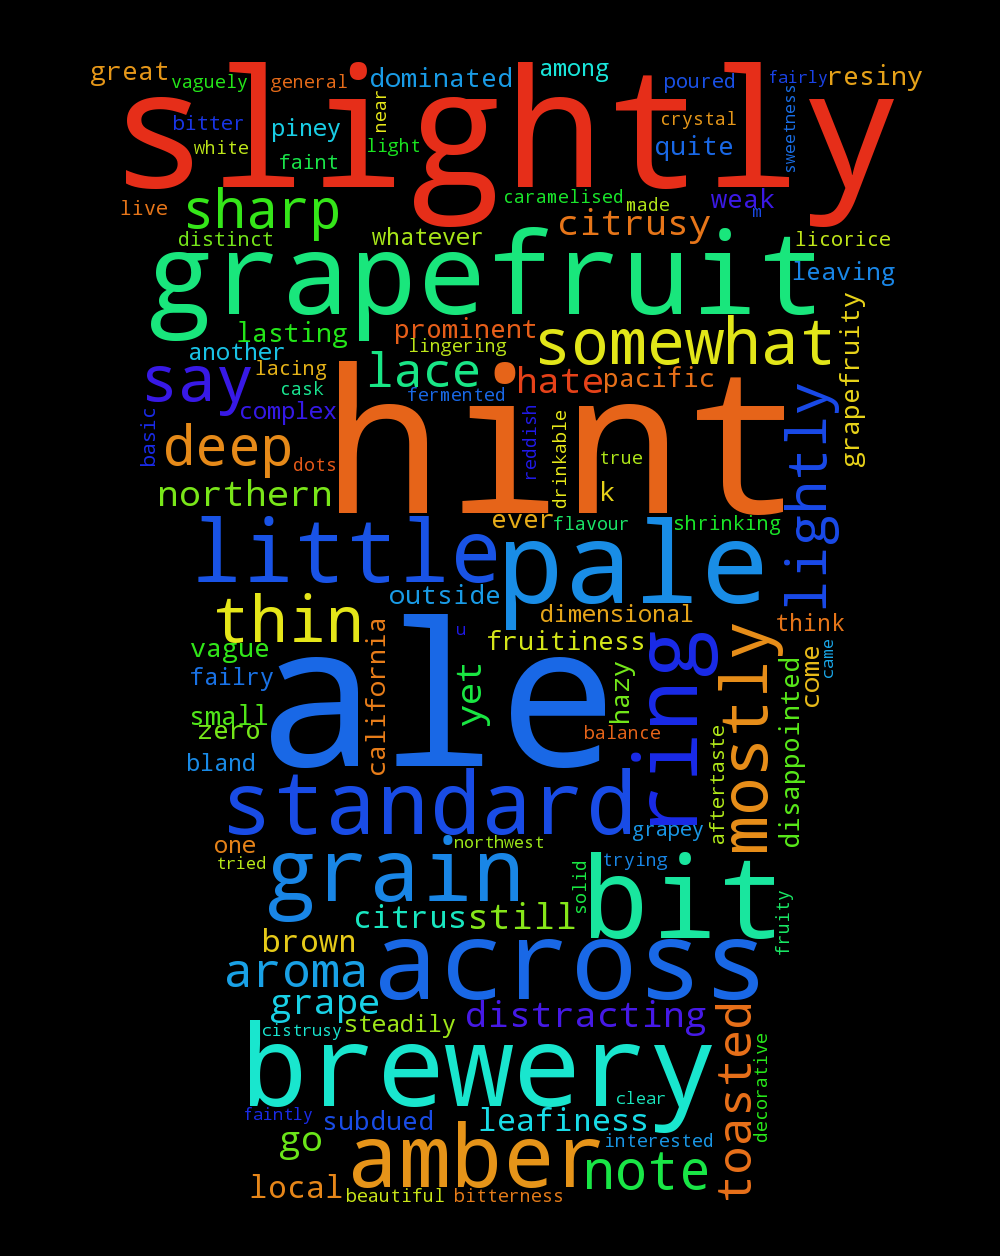 great
vaguely
general
dominated
among
poured
fairly
resiny
slightly
bitter
white
piney
faint
near
light
crystal
quite
sweetness
live
sharp
distinct
caramelised
made
weak
m
citrusy
whatever
licorice
leaving
grapefruit
lasting
prominent
lingering
somewhat
grapefruity
another
lacing
say
cask
lace
fermented
hate
pacific
complex
basic
deep
dots
hint
reddish
drinkable
true
k
lightly
northern
ever
flavour
shrinking
little
pale
outside
dimensional
think
thin
california
u
fruitiness
vague
failry
ale
yet
hazy
ring
mostly
come
came
small
zero
balance
disappointed
bland
aftertaste
standard
grapey
one
tried
northwest
grain
solid
trying
bit
fruity
citrus
still
brown
aroma
across
grape
distracting
toasted
cistrusy
steadily
brewery
decorative
clear
faintly
subdued
leafiness
go
interested
amber
note
local
beautiful
bitterness